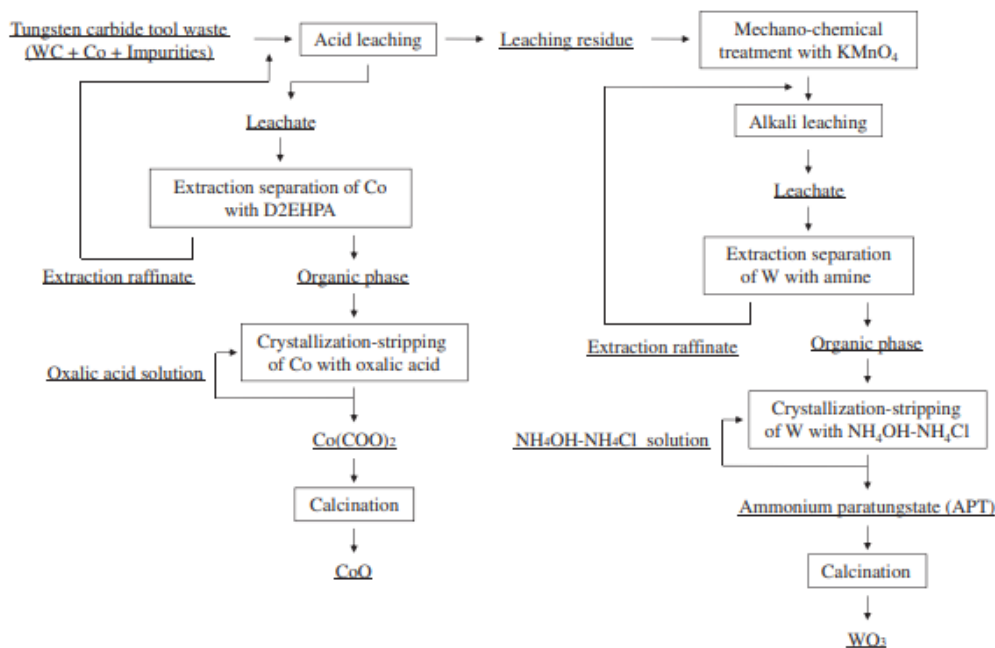 Tungsten carbide tool waste
(WC + Co + Impurities)
Acid leaching
Leaching residue
Mechano-chemical
treatment with KMnO₄
Leachate
Alkali leaching
Extraction separation of Co
with D2EHPA
Leachate
Extraction raffinate
Organic phase
Extraction separation
of W with amine
Crystallization-stripping
of Co with oxalic acid
Extraction raffinate
Organic phase
Oxalic acid solution
Crystallization-stripping
of W with NH₄OH-NH₄Cl
Co(COO)₂
NH₄OH-NH₄Cl solution
Calcination
Ammonium paratungstate (APT)
CoO
Calcination
WO₃